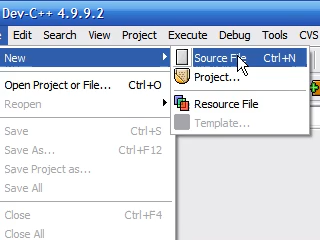 Dev-C++ 4.9.9.2
Edit Search View Project Execute Debug Tools CVS
New
Source File Ctrl+N
Project...
Open Project or File... Ctrl+O
Reopen
Resource File
Template...
Save Ctrl+S
Save As... Ctrl+F12
Save Project as...
Save All
Close Ctrl+F4
Close All